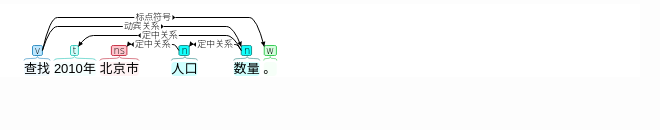 标点符号
动宾关系
定中关系
定中关系 定中关系
v t ns n n w
查找 2010年 北京市 人口 数量 。